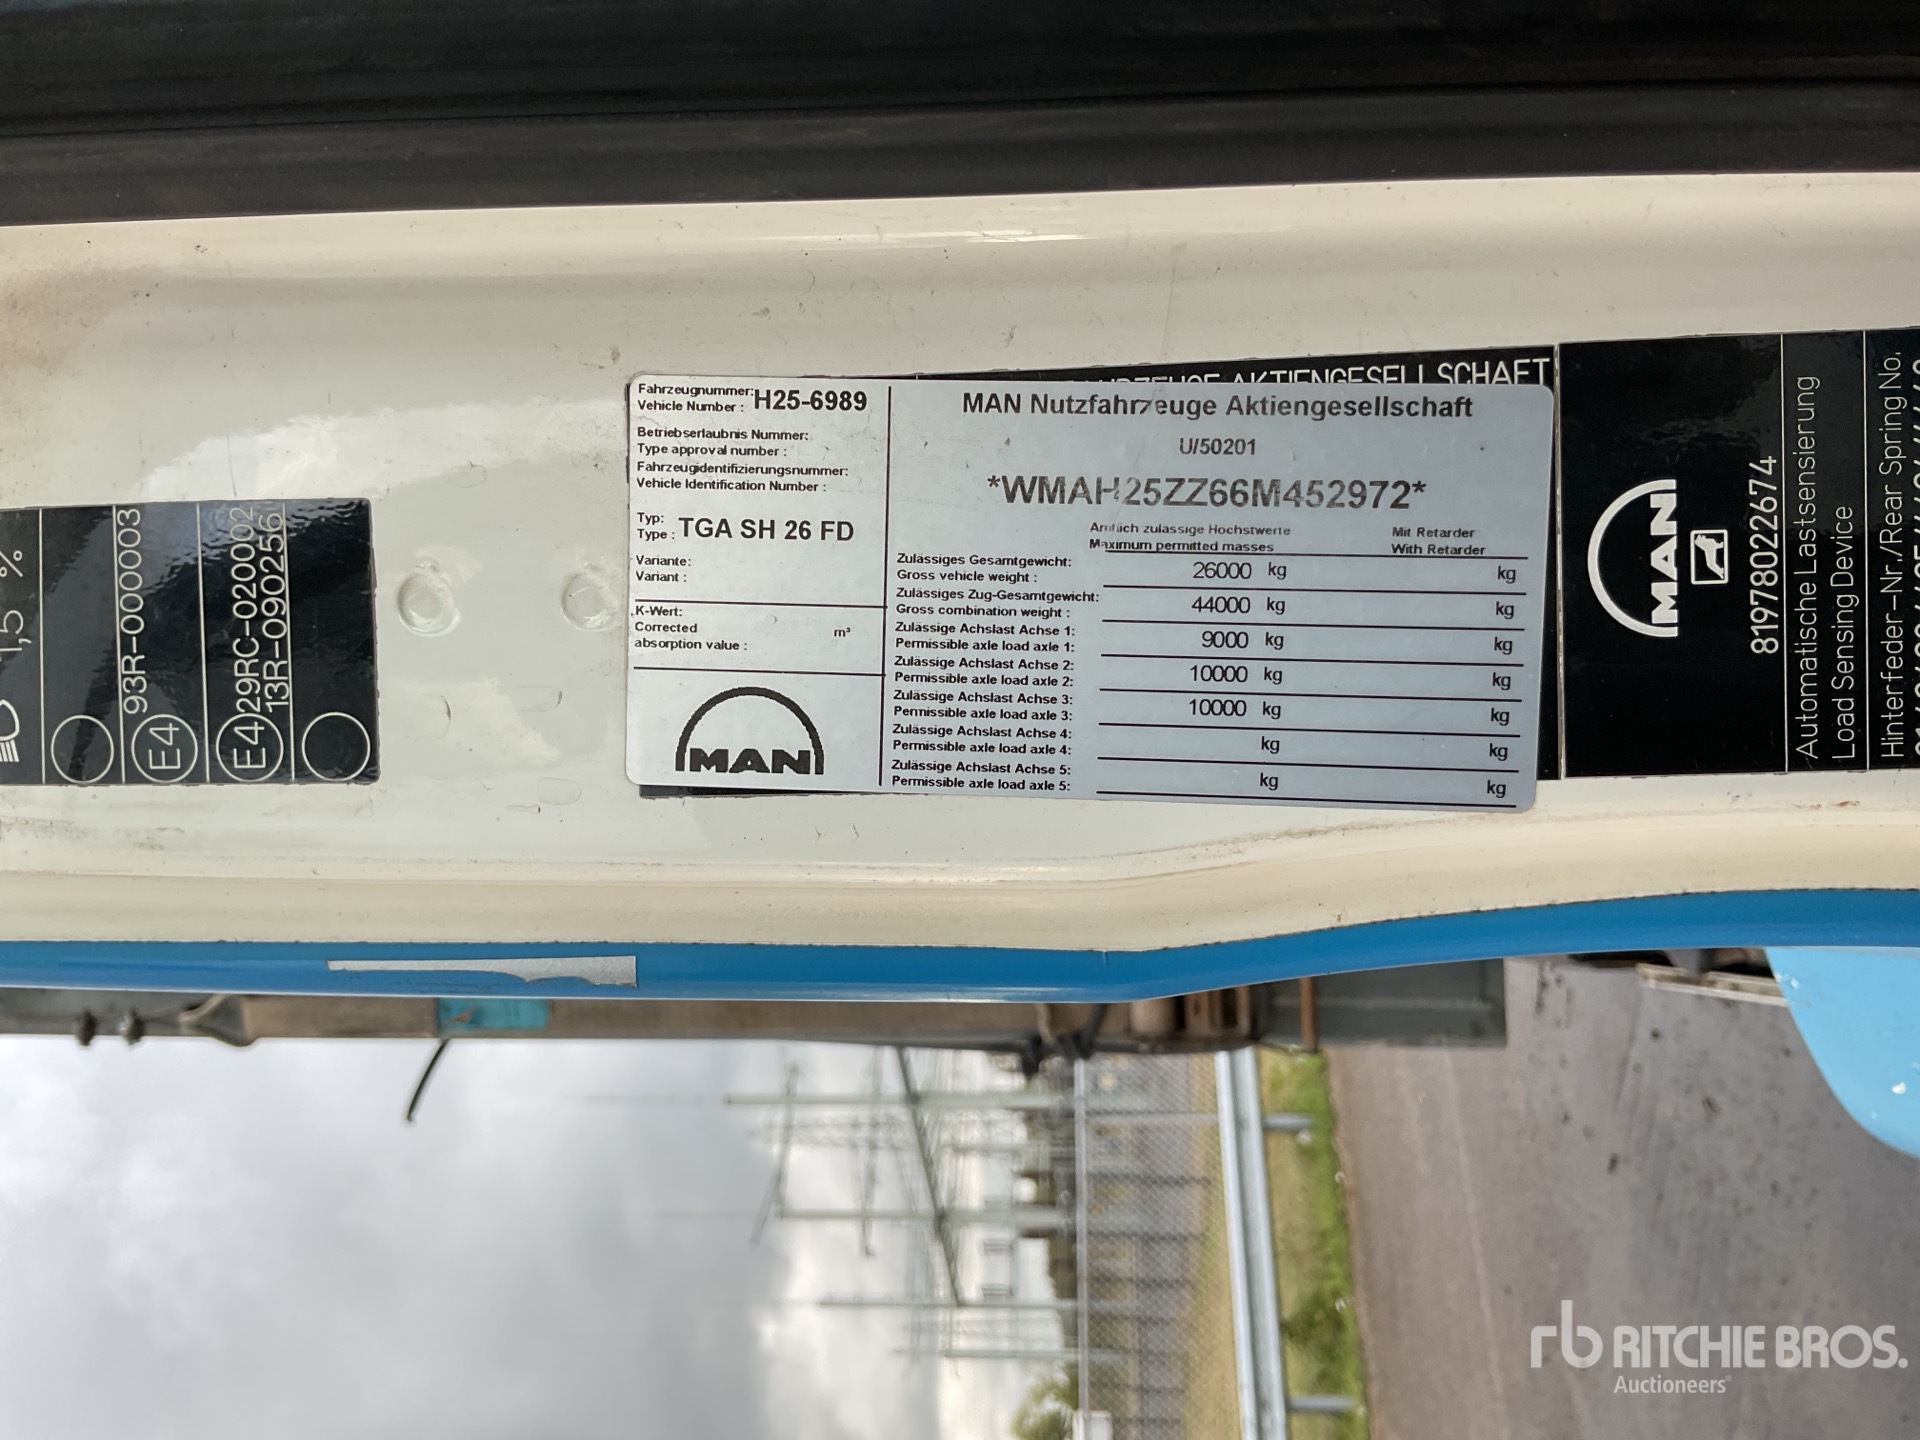 1,5 %
93R-000003
E4
29RC-020002
13R-090256
E4
Fahrzeugnummer:
Vehicle Number : H25-6989
Betriebserlaubnis Nummer:
Type approval number :
Fahrzeugidentifizierungsnummer:
Vehicle Identification Number :
Typ:
Type : TGA SH 26 FD
Variante:
Variant :
K-Wert:
Corrected m³
absorption value :
MAN
AKTIENGESELLSCHAFT
MAN Nutzfahrzeuge Aktiengesellschaft
U/50201
*WMAH25ZZ66M452972*
Amtlich zulässige Höchstwerte Mit Retarder
Maximum permitted masses With Retarder
Zulässiges Gesamtgewicht:
Gross vehicle weight : 26000 kg kg
Zulässiges Zug-Gesamtgewicht:
Gross combination weight : 44000 kg kg
Zulässige Achslast Achse 1:
Permissible axle load axle 1: 9000 kg kg
Zulässige Achslast Achse 2:
Permissible axle load axle 2: 10000 kg kg
Zulässige Achslast Achse 3:
Permissible axle load axle 3: 10000 kg kg
Zulässige Achslast Achse 4:
Permissible axle load axle 4: kg kg
Zulässige Achslast Achse 5:
Permissible axle load axle 5: kg kg
MAN
81978022674
Automatische Lastsensierung
Load Sensing Device
Hinterfeder-Nr./Rear Spring No.
rb RITCHIE BROS.
Auctioneers